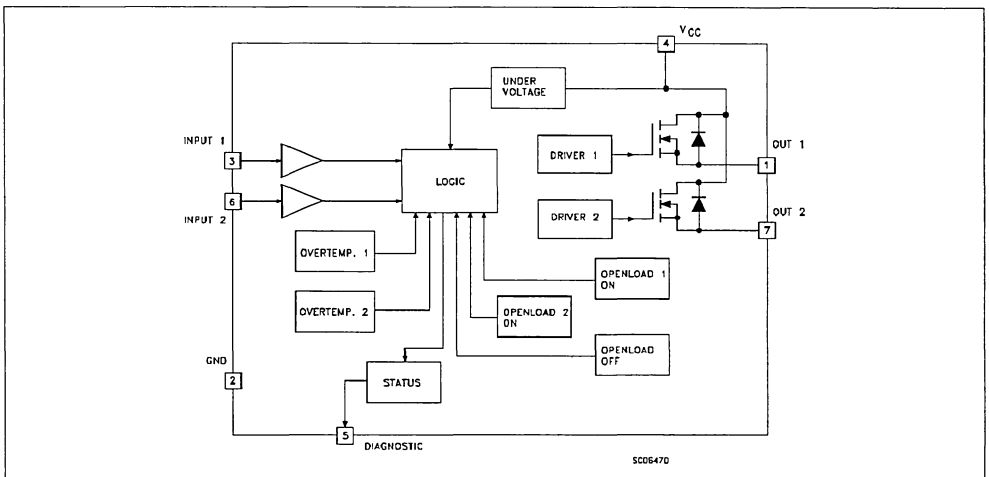 VCC
4
UNDER
VOLTAGE
INPUT 1
3
OUT 1
1
DRIVER 1
LOGIC
6
INPUT 2
DRIVER 2
OUT 2
7
OVERTEMP. 1
OPENLOAD 1
ON
OVERTEMP. 2
OPENLOAD 2
ON
OPENLOAD
OFF
GND
2
STATUS
5
DIAGNOSTIC
SC06470